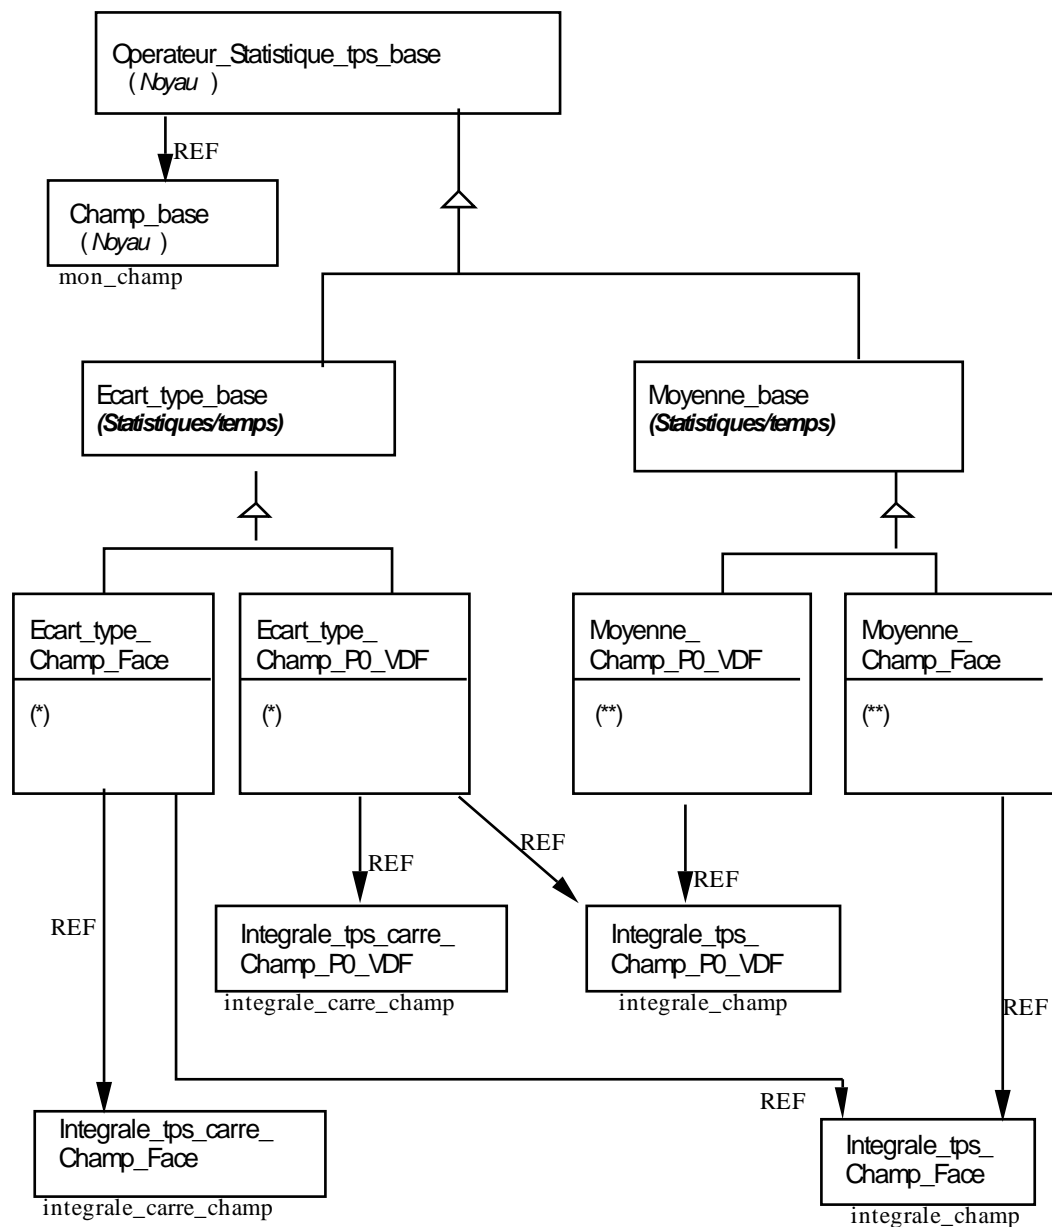 Operateur_Statistique_tps_base
( Noyau )
REF
Champ_base
( Noyau )
mon_champ
Ecart_type_base
(Statistiques/temps)
Moyenne_base
(Statistiques/temps)
Ecart_type_
Champ_Face
(*)
Ecart_type_
Champ_P0_VDF
(*)
Moyenne_
Champ_P0_VDF
(**)
Moyenne_
Champ_Face
(**)
REF
REF
REF
REF
REF
Integrale_tps_carre_
Champ_P0_VDF
integrale_carre_champ
Integrale_tps_
Champ_P0_VDF
integrale_champ
REF
Integrale_tps_carre_
Champ_Face
integrale_carre_champ
Integrale_tps_
Champ_Face
integrale_champ